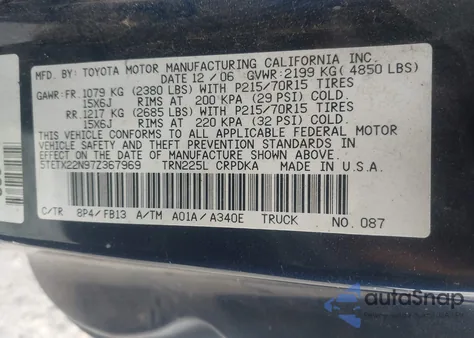 MFD. BY: TOYOTA MOTOR MANUFACTURING CALIFORNIA INC.
DATE 12 / 06 GVWR:2199 KG( 4850 LBS)
GAWR:FR. 1079 KG (2380 LBS) WITH P215/70R15 TIRES
15X6J RIMS AT 200 KPA (29 PSI) COLD.
RR. 1217 KG (2685 LBS) WITH P215/70R15 TIRES
15X6J RIMS AT 220 KPA (32 PSI) COLD.
THIS VEHICLE CONFORMS TO ALL APPLICABLE FEDERAL MOTOR
VEHICLE SAFETY STANDARDS IN
EFFECT ON THE DATE OF MANUFACTURE SHOWN ABOVE.
5TETX22N97Z367969 TRN225L CRPDKA MADE IN U.S.A.
C/TR 8P4/ FB13 A/TM A01A/ A340E TRUCK NO. 087
autoSnap